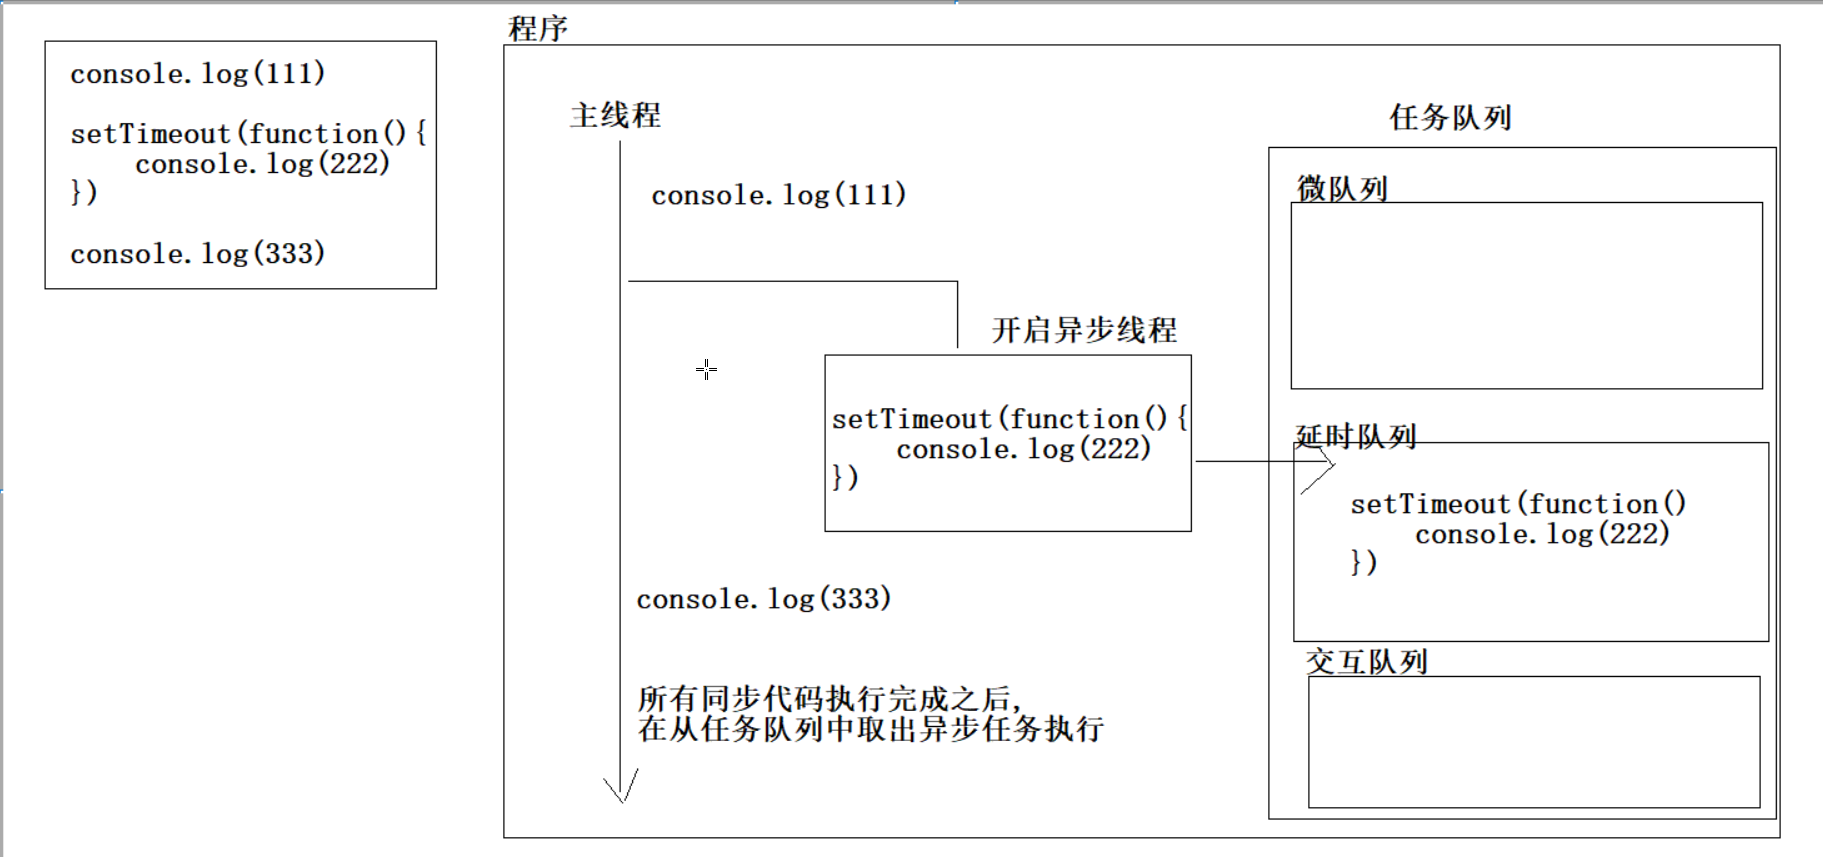 console.log(111)
setTimeout(function(){
    console.log(222)
})
console.log(333)
程序
主线程
console.log(111)
开启异步线程
setTimeout(function(){
    console.log(222)
})
console.log(333)
所有同步代码执行完成之后,
在从任务队列中取出异步任务执行
任务队列
微队列
延时队列
setTimeout(function()
    console.log(222)
})
交互队列